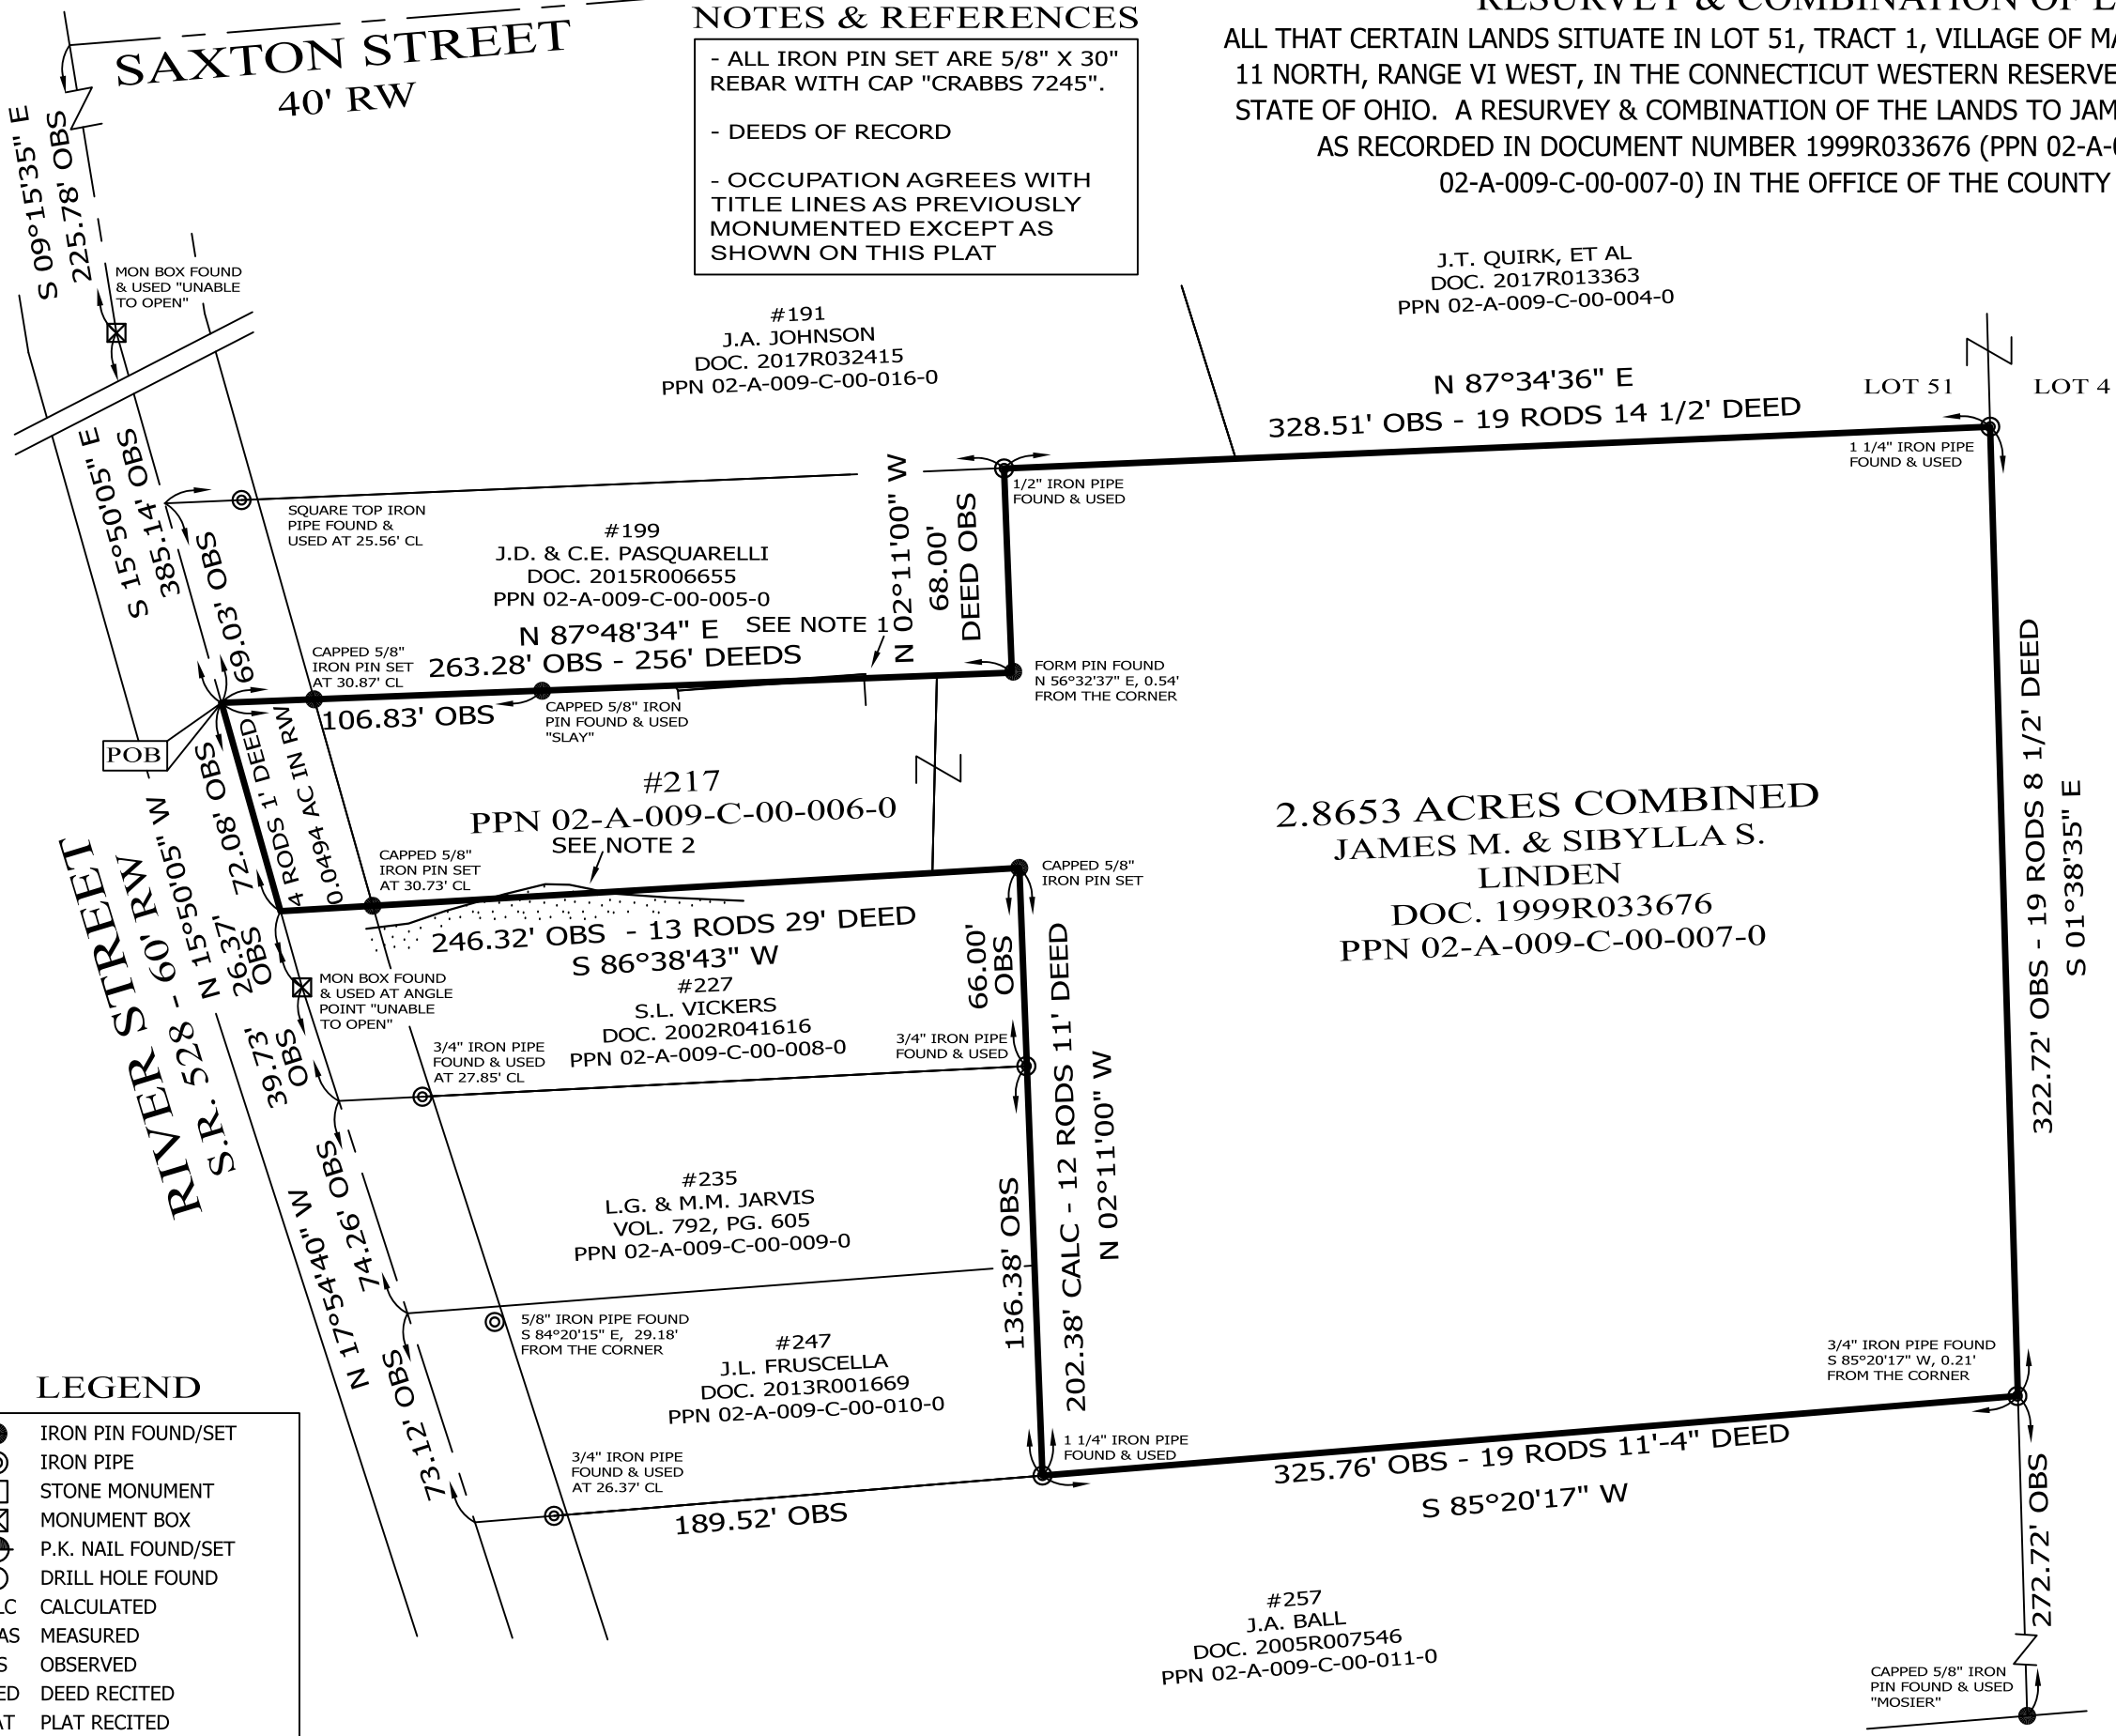 SAXTON STREET
40' RW
S 09°15'35" E
225.78' OBS
MON BOX FOUND
& USED "UNABLE
TO OPEN"
NOTES & REFERENCES
- ALL IRON PIN SET ARE 5/8" X 30"
REBAR WITH CAP "CRABBS 7245".
- DEEDS OF RECORD
- OCCUPATION AGREES WITH
TITLE LINES AS PREVIOUSLY
MONUMENTED EXCEPT AS
SHOWN ON THIS PLAT
RESURVEY & COMBINATION OF
ALL THAT CERTAIN LANDS SITUATE IN LOT 51, TRACT 1, VILLAGE OF MA
11 NORTH, RANGE VI WEST, IN THE CONNECTICUT WESTERN RESERVE
STATE OF OHIO. A RESURVEY & COMBINATION OF THE LANDS TO JAM
AS RECORDED IN DOCUMENT NUMBER 1999R033676 (PPN 02-A-
02-A-009-C-00-007-0) IN THE OFFICE OF THE COUNTY
J.T. QUIRK, ET AL
DOC. 2017R013363
PPN 02-A-009-C-00-004-0
#191
J.A. JOHNSON
DOC. 2017R032415
PPN 02-A-009-C-00-016-0
N 87°34'36" E
328.51' OBS - 19 RODS 14 1/2' DEED
LOT 51
LOT 4
1 1/4" IRON PIPE
FOUND & USED
S 15°50'05" E
385.14' OBS
69.03' OBS
SQUARE TOP IRON
PIPE FOUND &
USED AT 25.56' CL
1/2" IRON PIPE
FOUND & USED
#199
J.D. & C.E. PASQUARELLI
DOC. 2015R006655
PPN 02-A-009-C-00-005-0
N 02°11'00" W
68.00'
DEED OBS
N 87°48'34" E
SEE NOTE 1
263.28' OBS - 256' DEEDS
CAPPED 5/8"
IRON PIN SET
AT 30.87' CL
106.83' OBS
CAPPED 5/8" IRON
PIN FOUND & USED
"SLAY"
FORM PIN FOUND
N 56°32'37" E, 0.54'
FROM THE CORNER
POB
72.08' OBS
4 RODS 1' DEED
0.0494 AC IN RW
#217
PPN 02-A-009-C-00-006-0
SEE NOTE 2
2.8653 ACRES COMBINED
JAMES M. & SIBYLLA S.
LINDEN
DOC. 1999R033676
PPN 02-A-009-C-00-007-0
322.72' OBS - 19 RODS 8 1/2' DEED
S 01°38'35" E
RIVER STREET
S.R. 528 - 60' RW
N 15°50'05" W
26.37'
OBS
CAPPED 5/8"
IRON PIN SET
AT 30.73' CL
CAPPED 5/8"
IRON PIN SET
246.32' OBS - 13 RODS 29' DEED
S 86°38'43" W
#227
S.L. VICKERS
DOC. 2002R041616
PPN 02-A-009-C-00-008-0
MON BOX FOUND
& USED AT ANGLE
POINT "UNABLE
TO OPEN"
39.73'
OBS
3/4" IRON PIPE
FOUND & USED
AT 27.85' CL
3/4" IRON PIPE
FOUND & USED
66.00'
OBS
202.38' CALC - 12 RODS 11' DEED
N 02°11'00" W
136.38' OBS
#235
L.G. & M.M. JARVIS
VOL. 792, PG. 605
PPN 02-A-009-C-00-009-0
N 17°54'40" W
74.26' OBS
5/8" IRON PIPE FOUND
S 84°20'15" E, 29.18'
FROM THE CORNER
#247
J.L. FRUSCELLA
DOC. 2013R001669
PPN 02-A-009-C-00-010-0
73.12' OBS
3/4" IRON PIPE
FOUND & USED
AT 26.37' CL
1 1/4" IRON PIPE
FOUND & USED
3/4" IRON PIPE FOUND
S 85°20'17" W, 0.21'
FROM THE CORNER
325.76' OBS - 19 RODS 11'-4" DEED
S 85°20'17" W
189.52' OBS
272.72' OBS
#257
J.A. BALL
DOC. 2005R007546
PPN 02-A-009-C-00-011-0
CAPPED 5/8" IRON
PIN FOUND & USED
"MOSIER"
LEGEND
IRON PIN FOUND/SET
IRON PIPE
STONE MONUMENT
MONUMENT BOX
P.K. NAIL FOUND/SET
DRILL HOLE FOUND
LC CALCULATED
AS MEASURED
S OBSERVED
ED DEED RECITED
AT PLAT RECITED